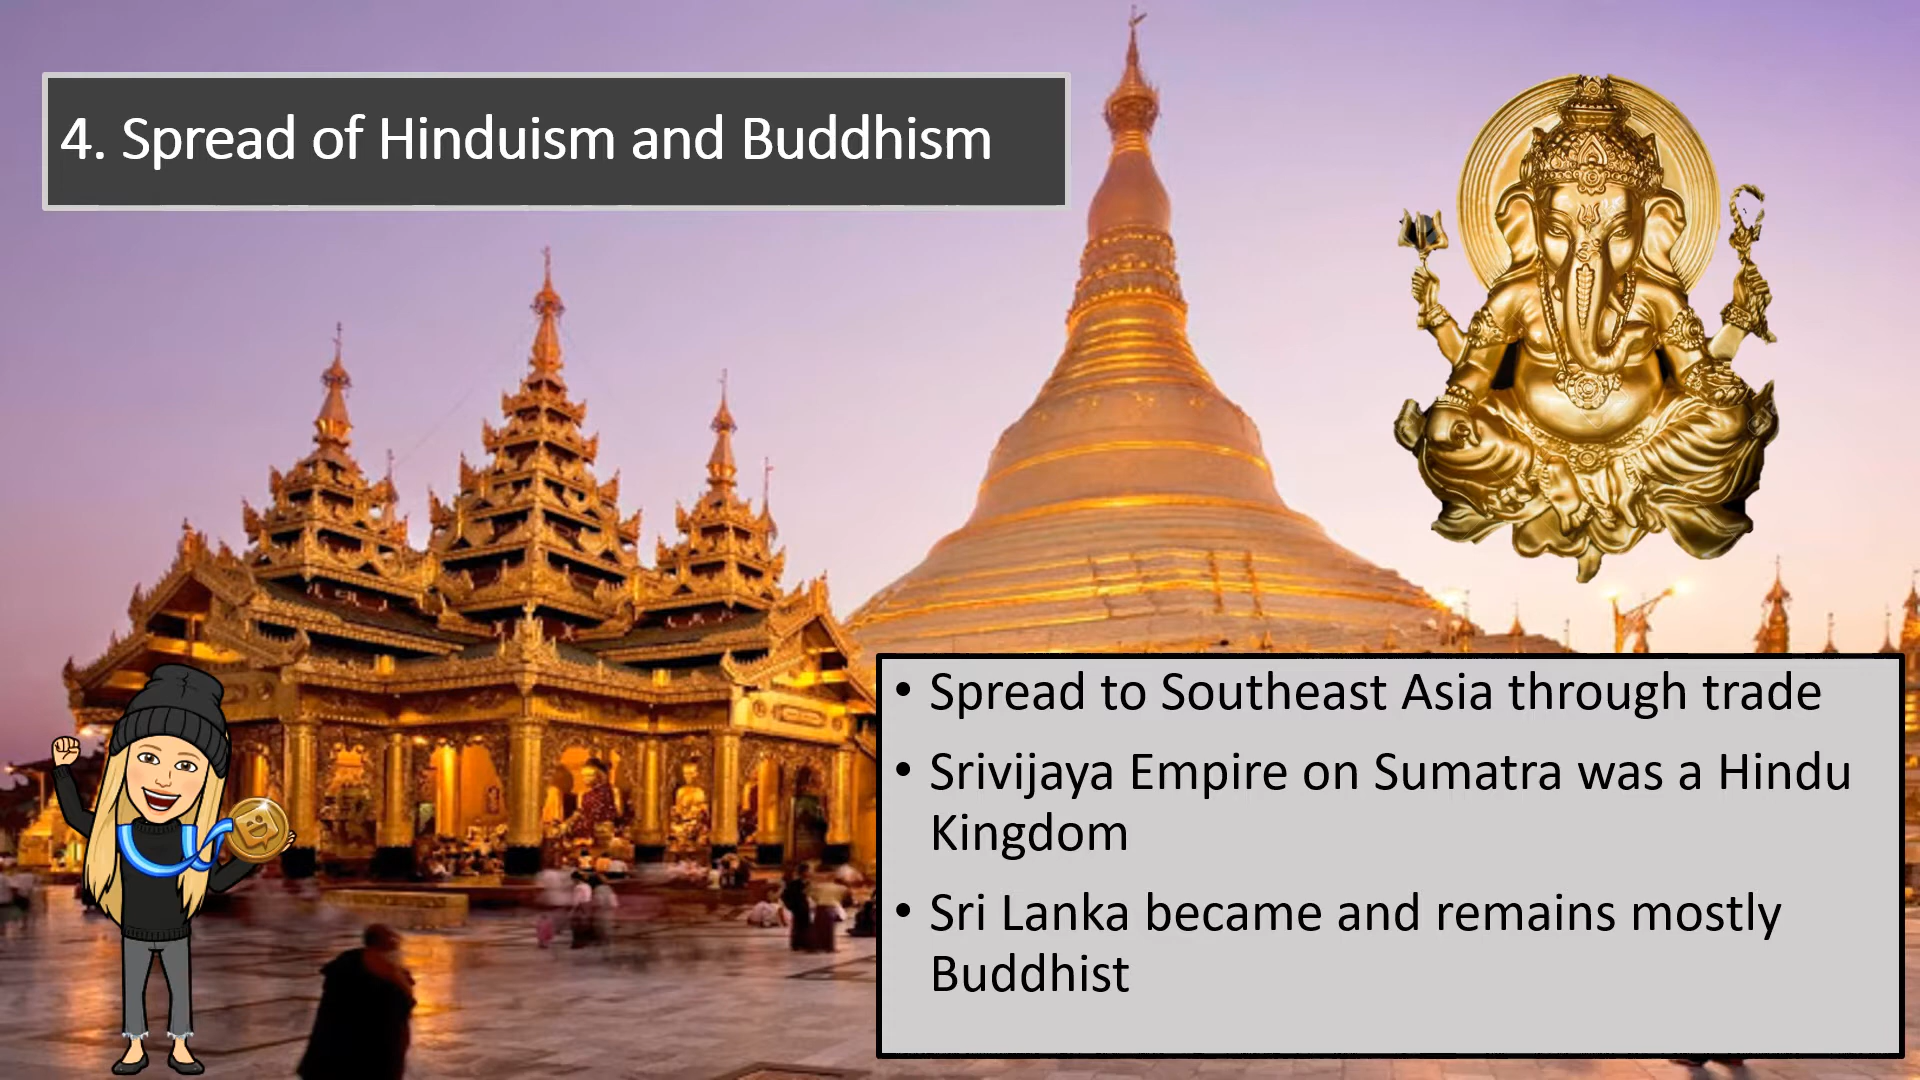 4. Spread of Hinduism and Buddhism
• Spread to Southeast Asia through trade
• Srivijaya Empire on Sumatra was a Hindu
Kingdom
• Sri Lanka became and remains mostly
Buddhist